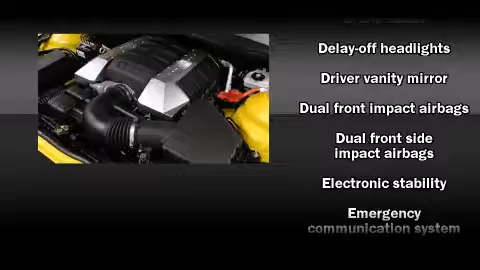 Delay-off headlights
Driver vanity mirror
Dual front impact airbags
Dual front side
impact airbags
Electronic stability
Emergency
communication system